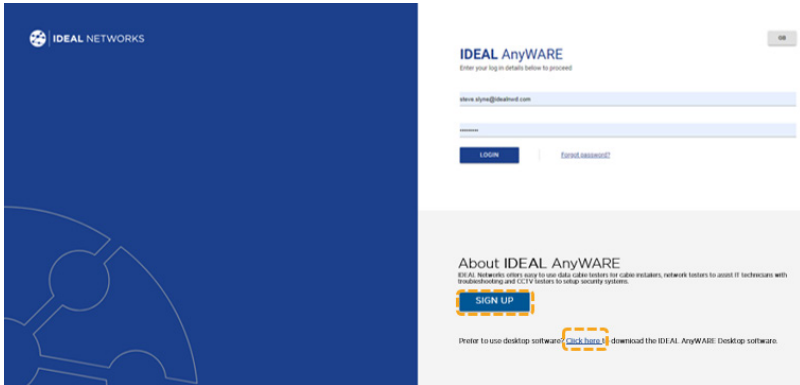 IDEAL NETWORKS
GB
IDEAL AnyWARE
Enter your log in details below to proceed
steve.slyne@idealnwd.com
••••••••
LOGIN
Forgot password?
About IDEAL AnyWARE
IDEAL Networks offers easy to use data cable testers for cable installers, network testers to assist IT technicians with
troubleshooting and CCTV testers to setup security systems.
SIGN UP
Prefer to use desktop software? Click here to download the IDEAL AnyWARE Desktop software.